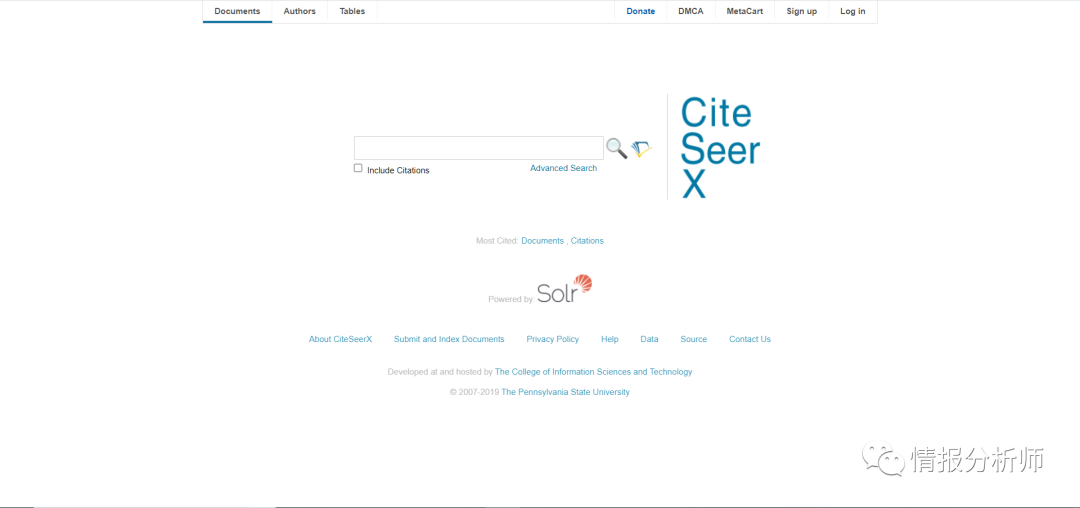 Documents Authors Tables Donate DMCA MetaCart Sign up Log in
Cite
Seer
X
Include Citations Advanced Search
Most Cited: Documents , Citations
Powered by: Solr
About CiteSeerX Submit and Index Documents Privacy Policy Help Data Source Contact Us
Developed at and hosted by The College of Information Sciences and Technology
© 2007-2019 The Pennsylvania State University
情报分析师